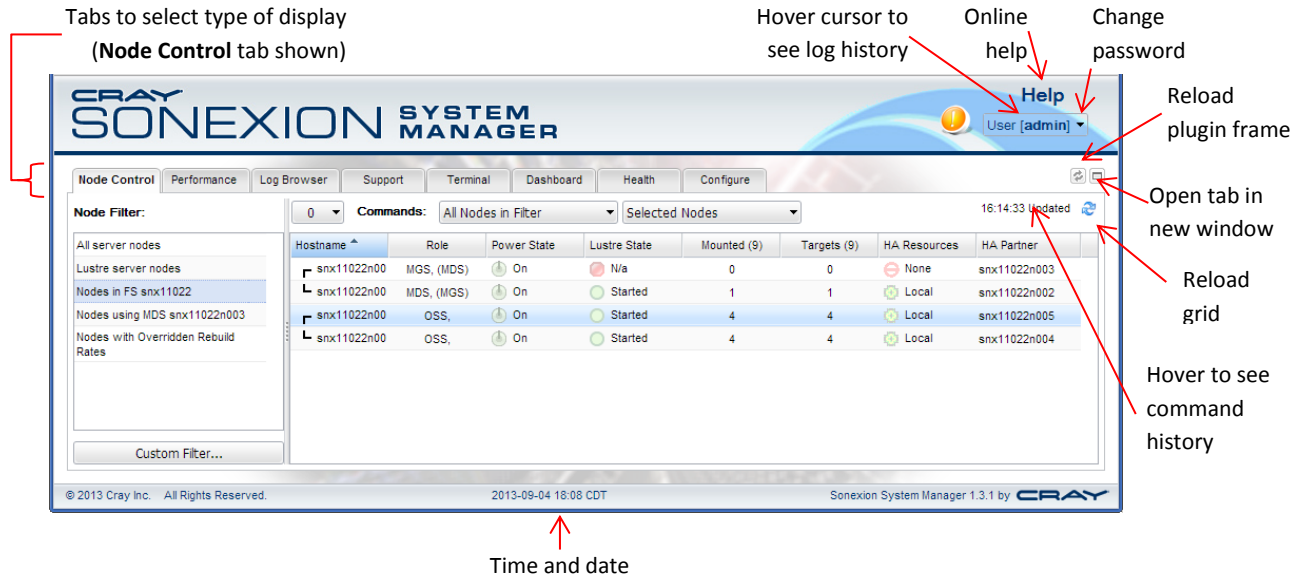 Tabs to select type of display
(Node Control tab shown)
Hover cursor to
see log history
Online
help
Change
password
Reload
plugin frame
Open tab in
new window
Reload
grid
Hover to see
command
history
CRAY
SONEXION SYSTEM
MANAGER
Help
User [admin]
Node Control Performance Log Browser Support Terminal Dashboard Health Configure
Node Filter:
0 Commands: All Nodes in Filter Selected Nodes 16:14:33 Updated
All server nodes
Lustre server nodes
Nodes in FS snx11022
Nodes using MDS snx11022n003
Nodes with Overridden Rebuild
Rates
Custom Filter...
Hostname Role Power State Lustre State Mounted (9) Targets (9) HA Resources HA Partner
snx11022n00 MGS, (MDS) On N/a 0 0 None snx11022n003
snx11022n00 MDS, (MGS) On Started 1 1 Local snx11022n002
snx11022n00 OSS, On Started 4 4 Local snx11022n005
snx11022n00 OSS, On Started 4 4 Local snx11022n004
© 2013 Cray Inc. All Rights Reserved. 2013-09-04 18:08 CDT Sonexion System Manager 1.3.1 by CRAY
Time and date